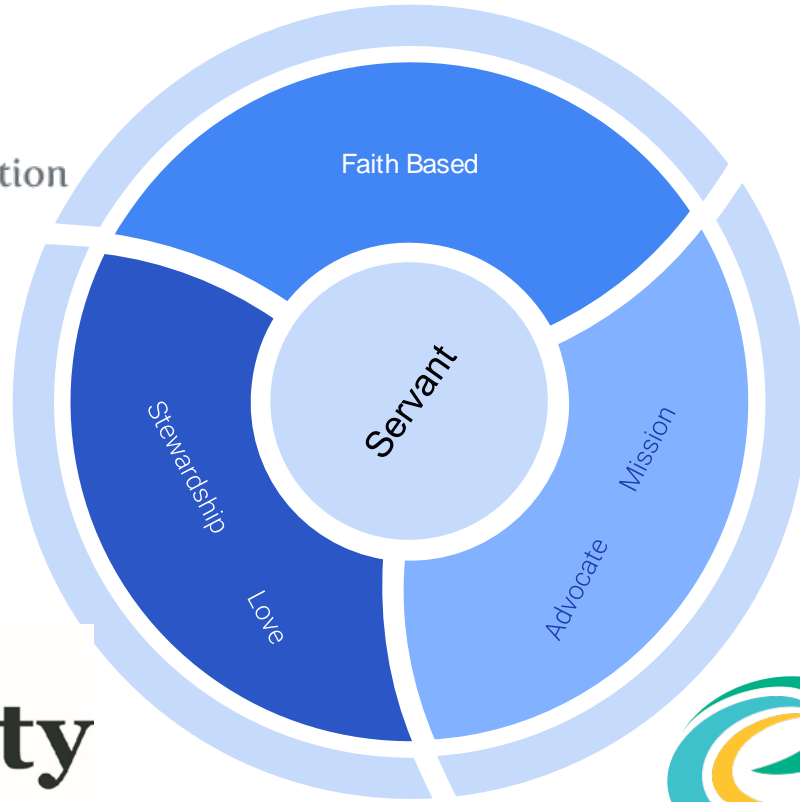 Faith Based
tion
Servant
Mission
Stewardship
Advocate
Love
ty